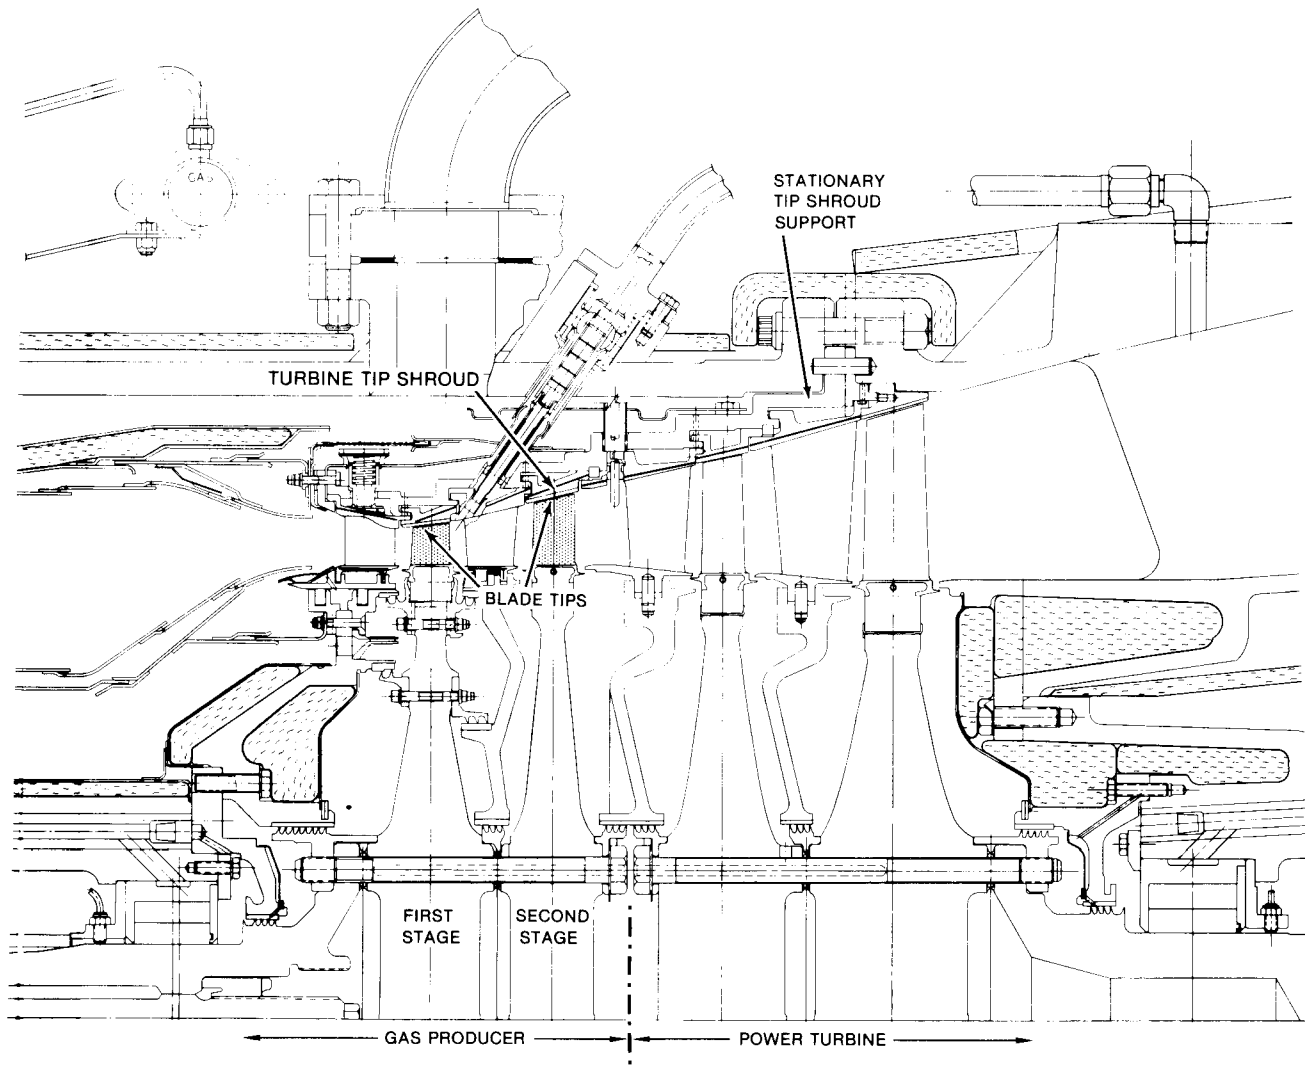 STATIONARY
TIP SHROUD
SUPPORT
TURBINE TIP SHROUD
BLADE TIPS
FIRST
STAGE
SECOND
STAGE
GAS PRODUCER
POWER TURBINE